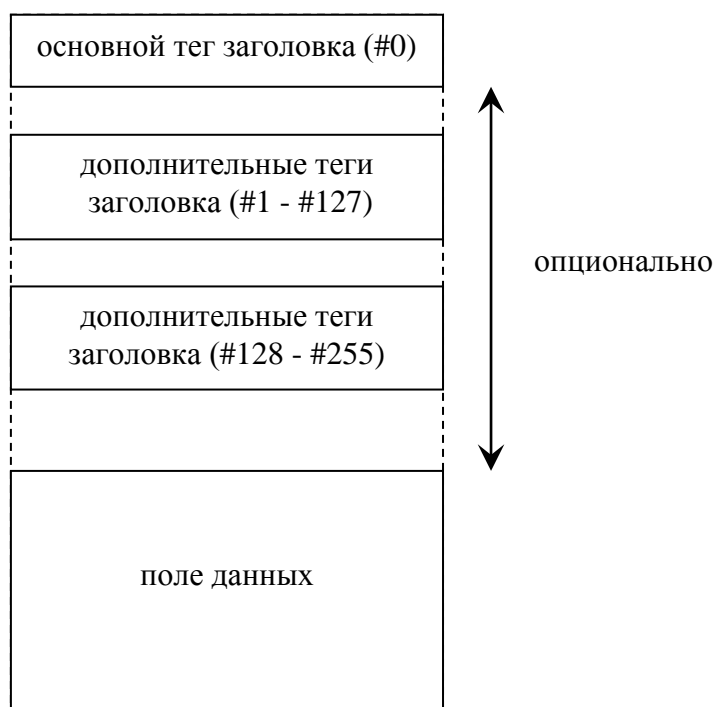 основной тег заголовка (#0)
дополнительные теги
заголовка (#1 - #127)
опционально
дополнительные теги
заголовка (#128 - #255)
поле данных